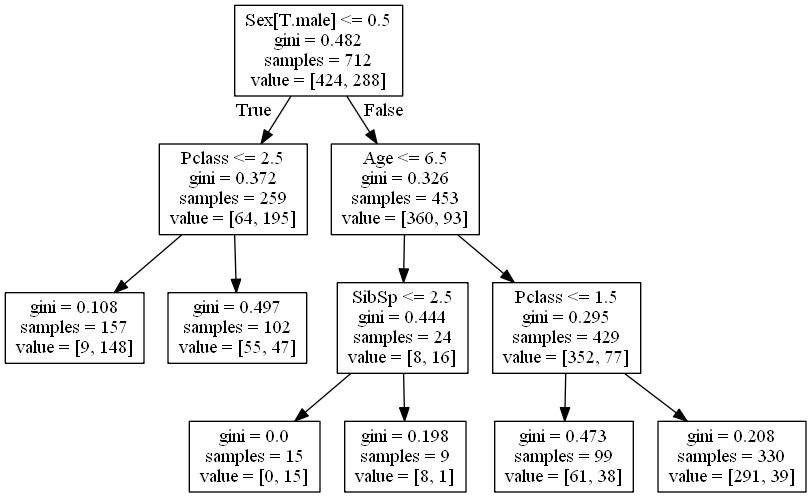 Sex[T.male] <= 0.5
gini = 0.482
samples = 712
value = [424, 288]
True
False
Pclass <= 2.5
gini = 0.372
samples = 259
value = [64, 195]
Age <= 6.5
gini = 0.326
samples = 453
value = [360, 93]
gini = 0.108
samples = 157
value = [9, 148]
gini = 0.497
samples = 102
value = [55, 47]
SibSp <= 2.5
gini = 0.444
samples = 24
value = [8, 16]
Pclass <= 1.5
gini = 0.295
samples = 429
value = [352, 77]
gini = 0.0
samples = 15
value = [0, 15]
gini = 0.198
samples = 9
value = [8, 1]
gini = 0.473
samples = 99
value = [61, 38]
gini = 0.208
samples = 330
value = [291, 39]